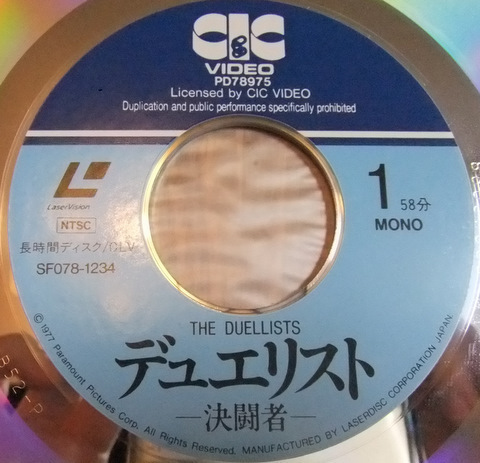 CIC
VIDEO
PD78975
Licensed by CIC VIDEO
Duplication and public performance specifically prohibited
LaserVision
NTSC
長時間ディスク/CLV
SF078-1234
1 58分
MONO
THE DUELLISTS
デュエリスト
—決闘者—
©1977 Paramount Pictures Corp. All Rights Reserved. MANUFACTURED BY LASERDISC CORPORATION JAPAN